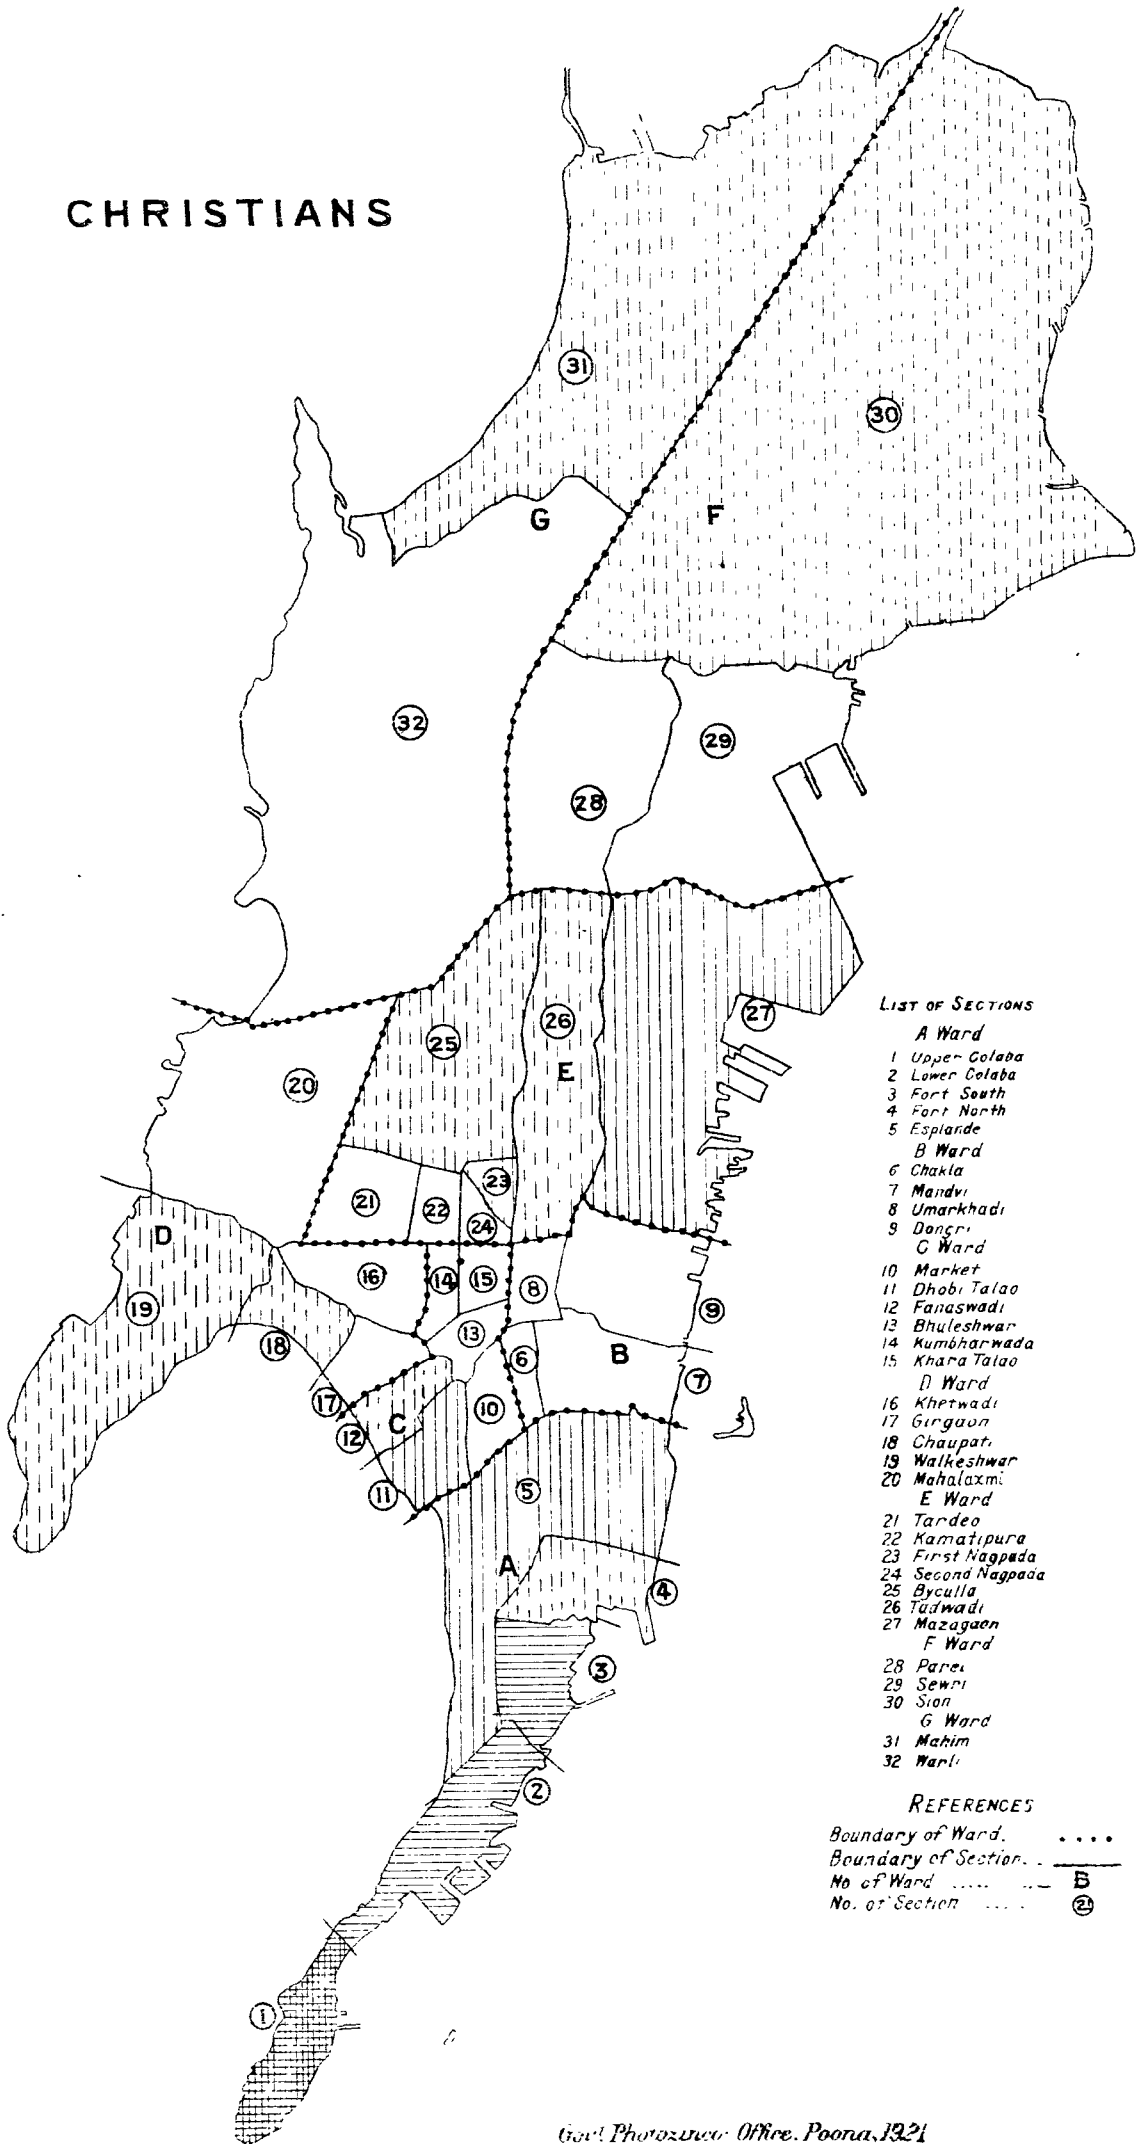 CHRISTIANS
31
30
G
F
32
29
28
27
26
25
E
20
23
21
22
24
D
16
14
15
8
19
9
13
18
6
B
7
17
10
C
12
11
5
A
4
3
2
1
LIST OF SECTIONS
A Ward
1 Upper Colaba
2 Lower Colaba
3 Fort South
4 Fort North
5 Esplande
B Ward
6 Chakla
7 Mandvi
8 Umarkhadi
9 Dongri
C Ward
10 Market
11 Dhobi Talao
12 Fanaswadi
13 Bhuleshwar
14 Kumbharwada
15 Khara Talao
D Ward
16 Khetwadi
17 Girgaon
18 Chaupati
19 Walkeshwar
20 Mahalaxmi
E Ward
21 Tardeo
22 Kamatipura
23 First Nagpada
24 Second Nagpada
25 Byculla
26 Tadwadi
27 Mazagaon
F Ward
28 Parel
29 Sewri
30 Sion
G Ward
31 Mahim
32 Warli
REFERENCES
Boundary of Ward. ....
Boundary of Section..
No of Ward ..... ... B
No. of Section .... 21
Govt Photozinco Office. Poona, 1921